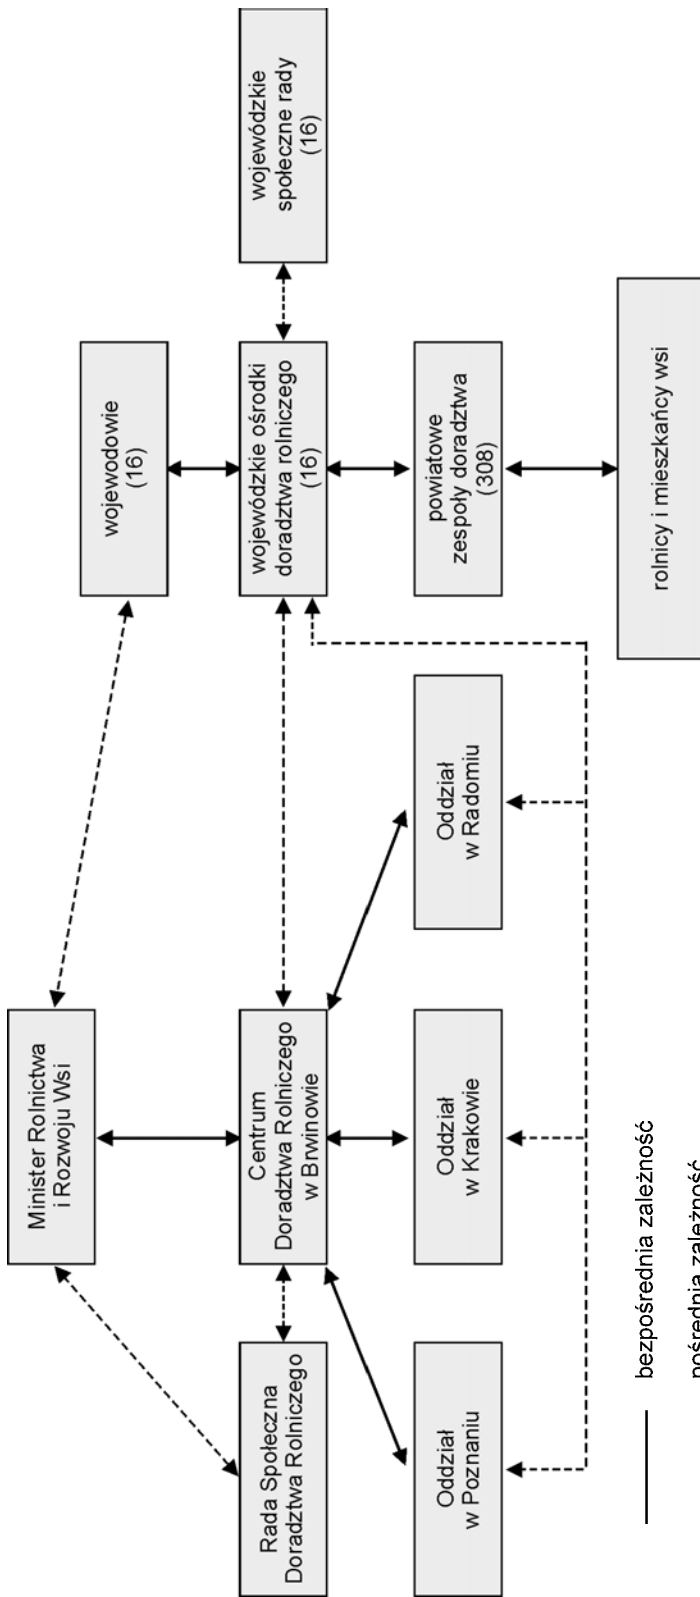 Minister Rolnictwa
i Rozwoju Wsi
wojewodowie
(16)
Rada Społeczna
Doradztwa Rolniczego
Centrum
Doradztwa Rolniczego
w Brwinowie
wojewódzkie ośrodki
doradztwa rolniczego
(16)
wojewódzkie
społeczne rady
(16)
Oddział
w Poznaniu
Oddział
w Krakowie
Oddział
w Radomiu
powiatowe
zespoły doradztwa
(308)
rolnicy i mieszkańcy wsi
bezpośrednia zależność
pośrednia zależność